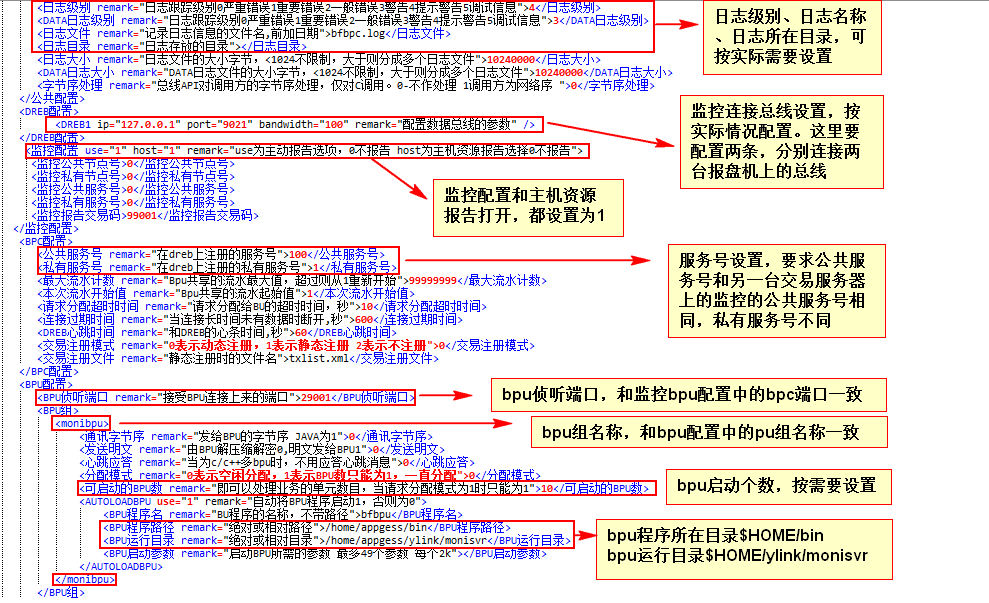 <日志级别 remark="日志跟踪级别0严重错误1重要错误2一般错误3警告4提示警告5调试信息">4</日志级别>
<DATA日志级别 remark="日志跟踪级别0严重错误1重要错误2一般错误3警告4提示警告5调试信息">3</DATA日志级别>
<日志文件 remark="记录日志信息的文件名,前加日期">bfbpc.log</日志文件>
<日志目录 remark="日志存放的目录"></日志目录>
日志级别、日志名称
、日志所在目录，可
按实际需要设置
<日志大小 remark="日志文件的大小字节，<1024不限制，大于则分成多个日志文件">10240000</日志大小>
<DATA日志大小 remark="DATA日志文件的大小字节，<1024不限制，大于则分成多个日志文件">10240000</DATA日志大小>
<字节序处理 remark="总线API对调用方的字节序处理，仅对C调用。0-不作处理 1调用方为网络序 ">0</字节序处理>
</公共配置>
<DREB配置>
<DREB1 ip="127.0.0.1" port="9021" bandwidth="100" remark="配置数据总线的参数" />
</DREB配置>
监控连接总线设置，按
实际情况配置。这里要
配置两条，分别连接两
台报盘机上的总线
<监控配置 use="1" host="1" remark="use为主动报告选项，0不报告 host为主机资源报告选择0不报告">
<监控公共节点号>0</监控公共节点号>
<监控私有节点号>0</监控私有节点号>
<监控公共服务号>0</监控公共服务号>
<监控私有服务号>0</监控私有服务号>
<监控报告交易码>99001</监控报告交易码>
</监控配置>
监控配置和主机资源
报告打开，都设置为1
<BPC配置>
<公共服务号 remark="在dreb上注册的服务号">100</公共服务号>
<私有服务号 remark="在dreb上注册的私有服务号">1</私有服务号>
<最大流水计数 remark="Bpu共享的流水最大值，超过则从1重新开始">99999999</最大流水计数>
<本次流水开始值 remark="Bpu共享的流水起始值">1</本次流水开始值>
<请求分配超时时间 remark="请求分配给BU的超时时间，秒">10</请求分配超时时间>
<连接过期时间 remark="当连接长时间未有数据时断开,秒">600</连接过期时间>
<DREB心跳时间 remark="和DREB的心条时间,秒">60</DREB心跳时间>
<交易注册模式 remark="0表示动态注册，1表示静态注册 2表示不注册">0</交易注册模式>
<交易注册文件 remark="静态注册时的文件名">txlist.xml</交易注册文件>
</BPC配置>
服务号设置，要求公共服
务号和另一台交易服务器
上的监控的公共服务号相
同，私有服务号不同
<BPU配置>
<BPU侦听端口 remark="接受BPU连接上来的端口">29001</BPU侦听端口>
bpu侦听端口，和监控bpu配置中的bpc端口一致
<BPU组>
<monibpu>
bpu组名称，和bpu配置中的pu组名称一致
<通讯字节序 remark="发给BPU的字节序 JAVA为1">0</通讯字节序>
<发送明文 remark="由BPU解压缩解密0,明文发给BPU1">0</发送明文>
<心跳应答 remark="当为c/c++多bpu时，不用应答心跳消息">0</心跳应答>
<分配模式 remark="0表示空闲分配，1表示BPU数只能为1，一直分配">0</分配模式>
<可启动的BPU数 remark="即可以处理业务的单元数目，当请求分配模式为1时只能为1">10</可启动的BPU数>
bpu启动个数，按需要设置
<AUTOLOADBPU use="1" remark="自动将BPU程序启动1，否则为0">
<BPU程序名 remark="BU程序的名称，不带路径">bfbpu</BPU程序名>
<BPU程序路径 remark="绝对或相对路径">/home/appgess/bin</BPU程序路径>
<BPU运行目录 remark="绝对或相对目录">/home/appgess/ylink/monisvr</BPU运行目录>
<BPU启动参数 remark="启动BPU所需的参数 最多49个参数 每个2k"></BPU启动参数>
bpu程序所在目录$HOME/bin
bpu运行目录$HOME/ylink/monisvr
</AUTOLOADBPU>
</monibpu>
</BPU组>